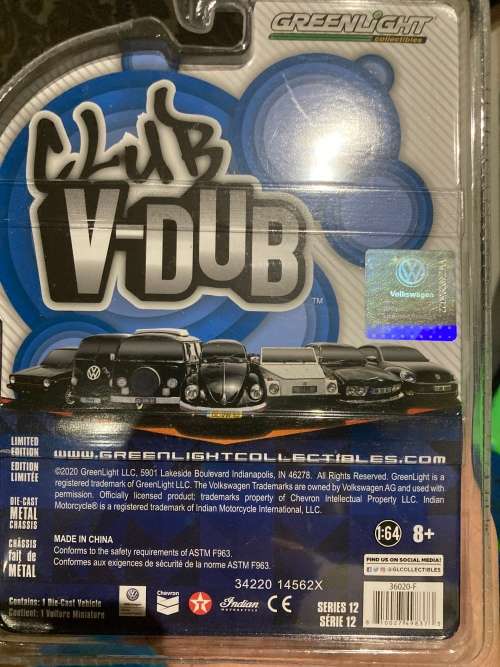 GREENLiGHT
collectibles
CLUB
V-DUB
TM
Volkswagen
LIMITED
EDITION
EDITION
LIMITÉE
DIE-CAST
METAL
CHASSIS
CHÂSSIS
fait de
MÉTAL
www.GREENLIGHTCOLLECTIBLES.COM
©2020 GreenLight LLC, 5901 Lakeside Boulevard Indianapolis, IN 46278. All Rights Reserved. GreenLight is a
registered trademark of GreenLight LLC. The Volkswagen Trademarks are owned by Volkswagen AG and used with
permission. Officially licensed product: trademarks property of Chevron Intellectual Property LLC. Indian
Motorcycle® is a registered trademark of Indian Motorcycle International, LLC.
MADE IN CHINA
Conforms to the safety requirements of ASTM F963.
Conformes aux exigences de sécurité de la norme ASTM F963.
1:64
8+
FIND US ON SOCIAL MEDIA!
@GLCOLLECTIBLES
34220 14562X
36020-F
Contains: 1 Die-Cast Vehicle
Contient: 1 Voiture Miniature
Chevron
Indian
MOTORCYCLE
CE
SERIES 12
SÉRIE 12